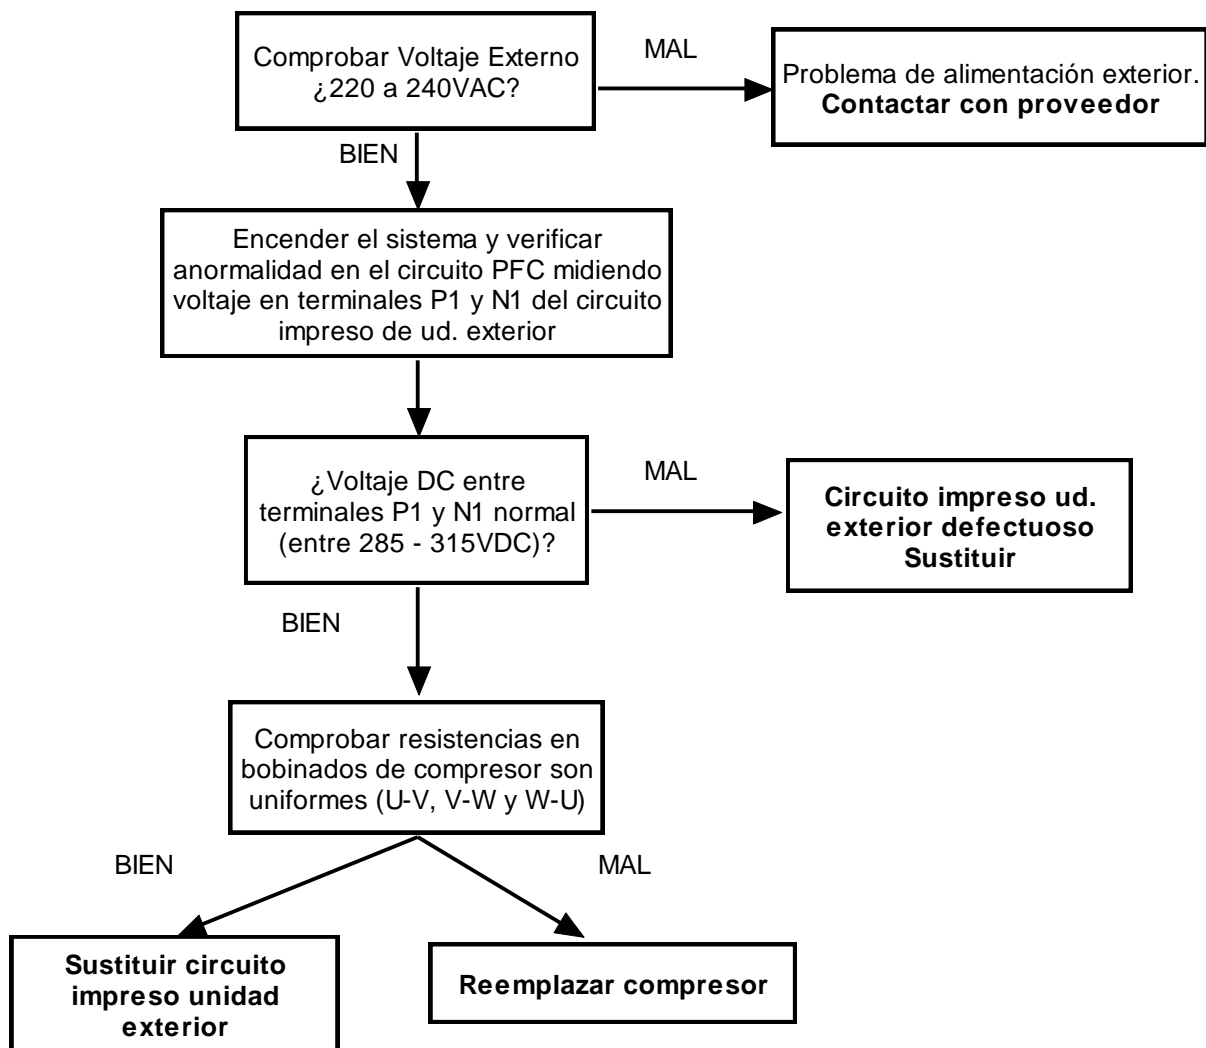 Comprobar Voltaje Externo
¿220 a 240VAC?
MAL
Problema de alimentación exterior.
Contactar con proveedor
BIEN
Encender el sistema y verificar
anormalidad en el circuito PFC midiendo
voltaje en terminales P1 y N1 del circuito
impreso de ud. exterior
¿Voltaje DC entre
terminales P1 y N1 normal
(entre 285 - 315VDC)?
MAL
Circuito impreso ud.
exterior defectuoso
Sustituir
BIEN
Comprobar resistencias en
bobinados de compresor son
uniformes (U-V, V-W y W-U)
BIEN
MAL
Sustituir circuito
impreso unidad
exterior
Reemplazar compresor